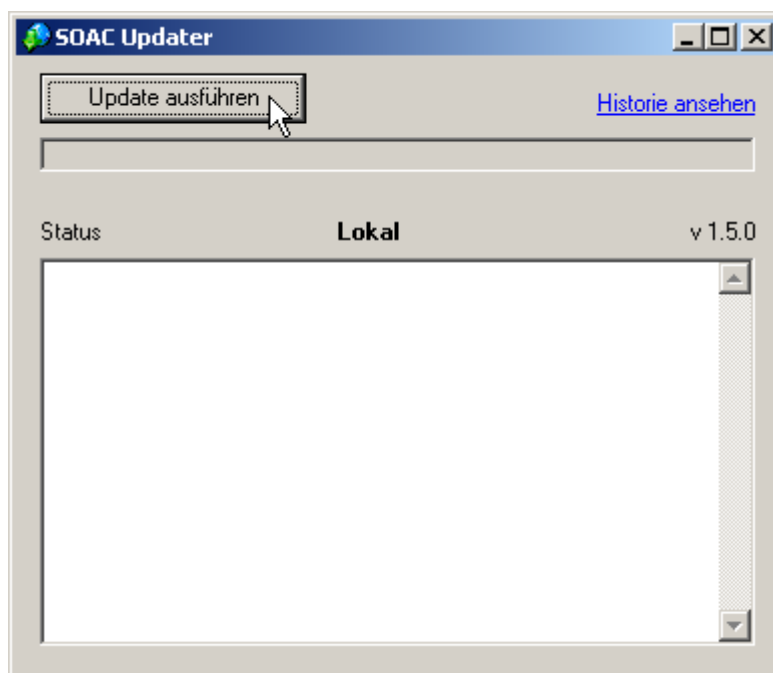 SOAC Updater
Update ausführen
Historie ansehen
Status Lokal v 1.5.0